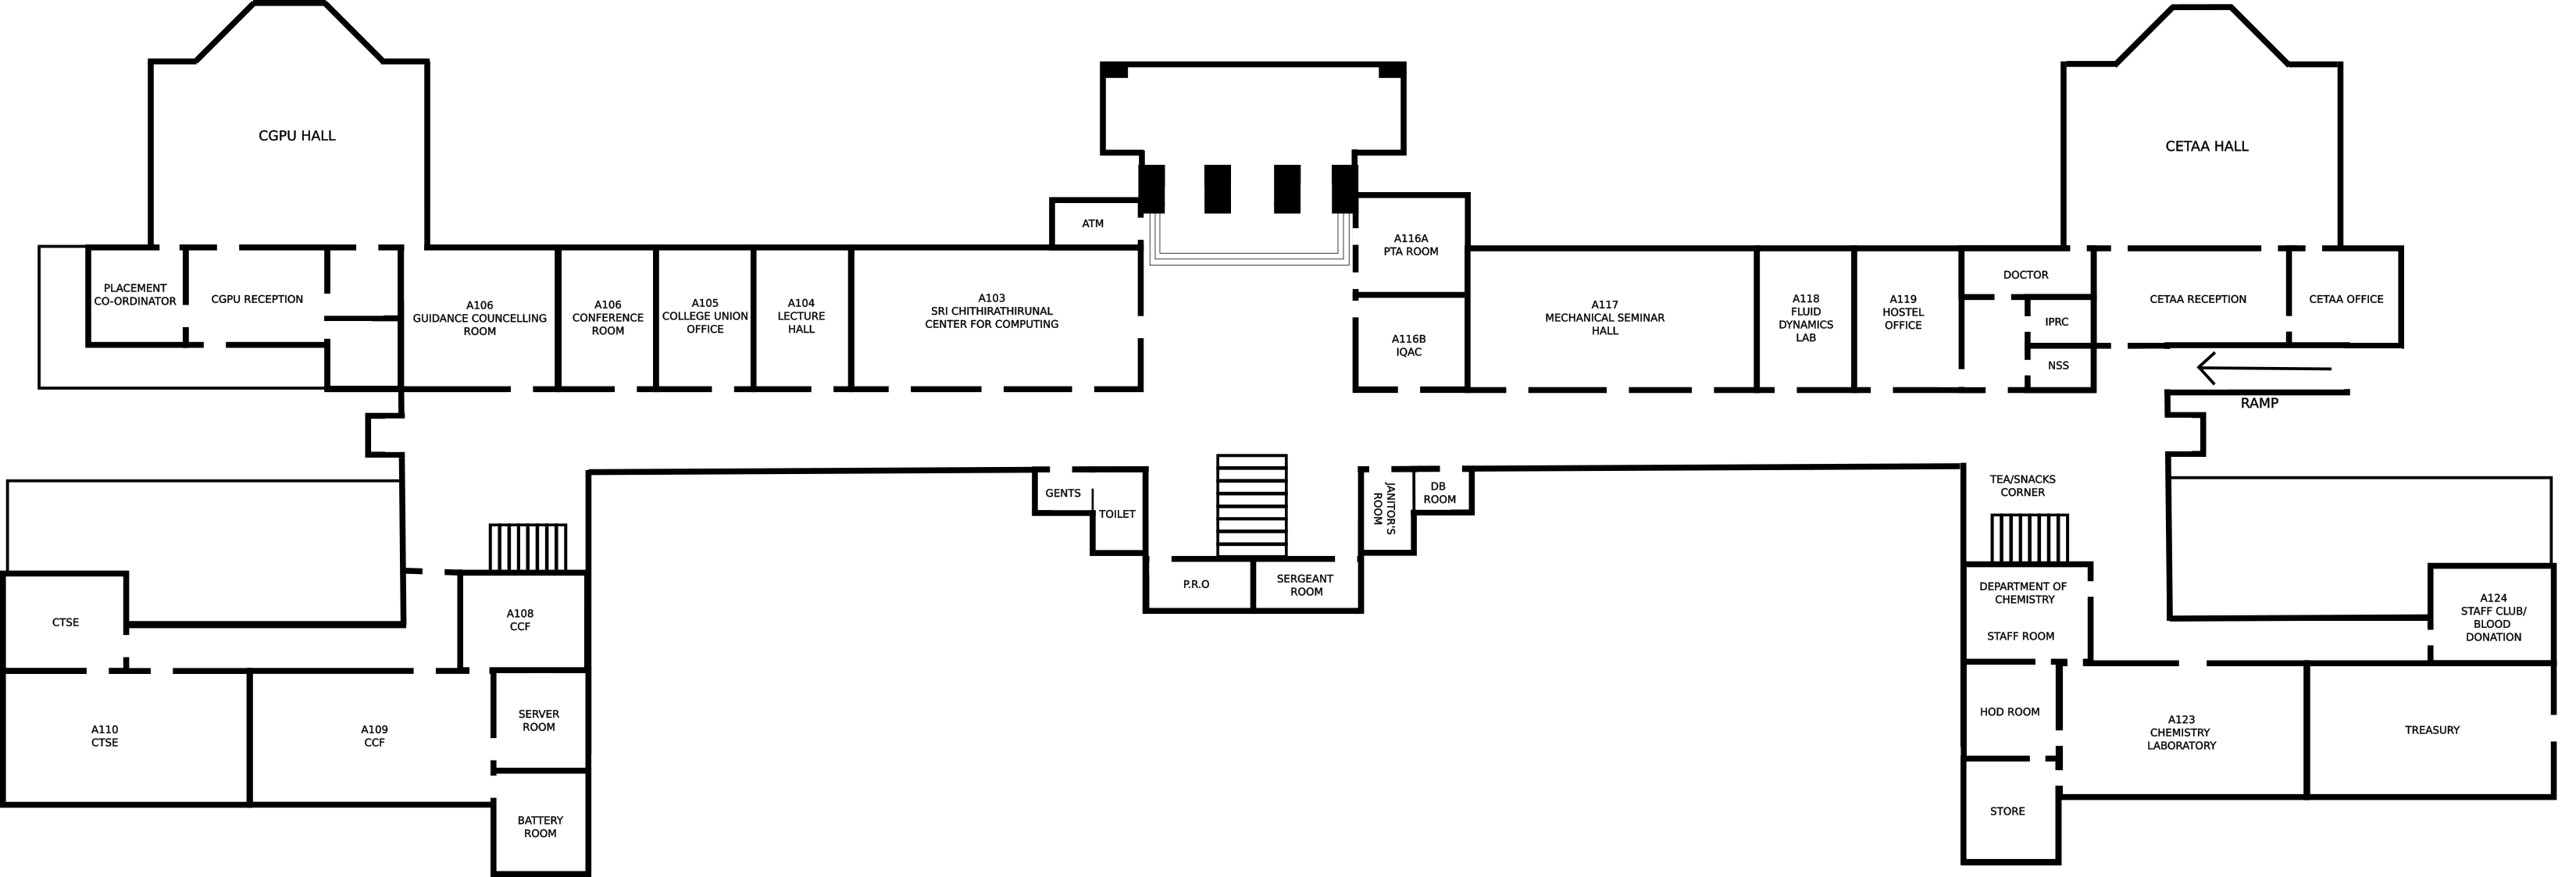 CGPU HALL
CETAA HALL
ATM
A116A
PTA ROOM
PLACEMENT
CO-ORDINATOR
CGPU RECEPTION
A106
GUIDANCE COUNCELLING
ROOM
A106
CONFERENCE
ROOM
A105
COLLEGE UNION
OFFICE
A104
LECTURE
HALL
A103
SRI CHITHIRATHIRUNAL
CENTER FOR COMPUTING
A116B
IQAC
A117
MECHANICAL SEMINAR
HALL
A118
FLUID
DYNAMICS
LAB
A119
HOSTEL
OFFICE
DOCTOR
IPRC
NSS
CETAA RECEPTION
CETAA OFFICE
RAMP
GENTS
TOILET
JANITOR'S
ROOM
DB
ROOM
TEA/SNACKS
CORNER
P.R.O
SERGEANT
ROOM
CTSE
A108
CCF
DEPARTMENT OF
CHEMISTRY
STAFF ROOM
A124
STAFF CLUB/
BLOOD
DONATION
A110
CTSE
A109
CCF
SERVER
ROOM
BATTERY
ROOM
HOD ROOM
STORE
A123
CHEMISTRY
LABORATORY
TREASURY